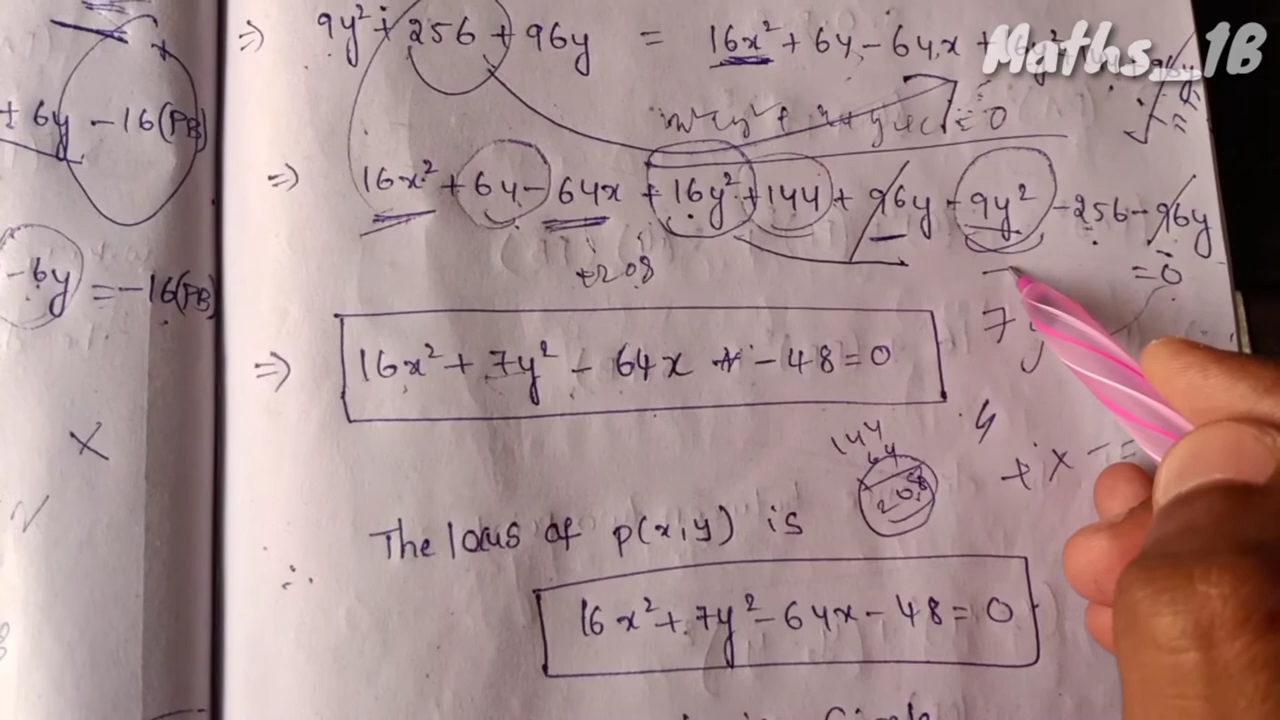 Maths_1B
⇒ 9y² + 256 + 96y = 16x² + 64 - 64x +
± 6y - 16(PB)
⇒ 16x² + 64 - 64x + 16y² + 144 + 96y - 9y² - 256 - 96y
= 0
+208
-6y = -16(PB)
7y
⇒ 16x² + 7y² - 64x - 48 = 0
144
64
208
∴ The locus of p(x,y) is
16x² + 7y² - 64x - 48 = 0